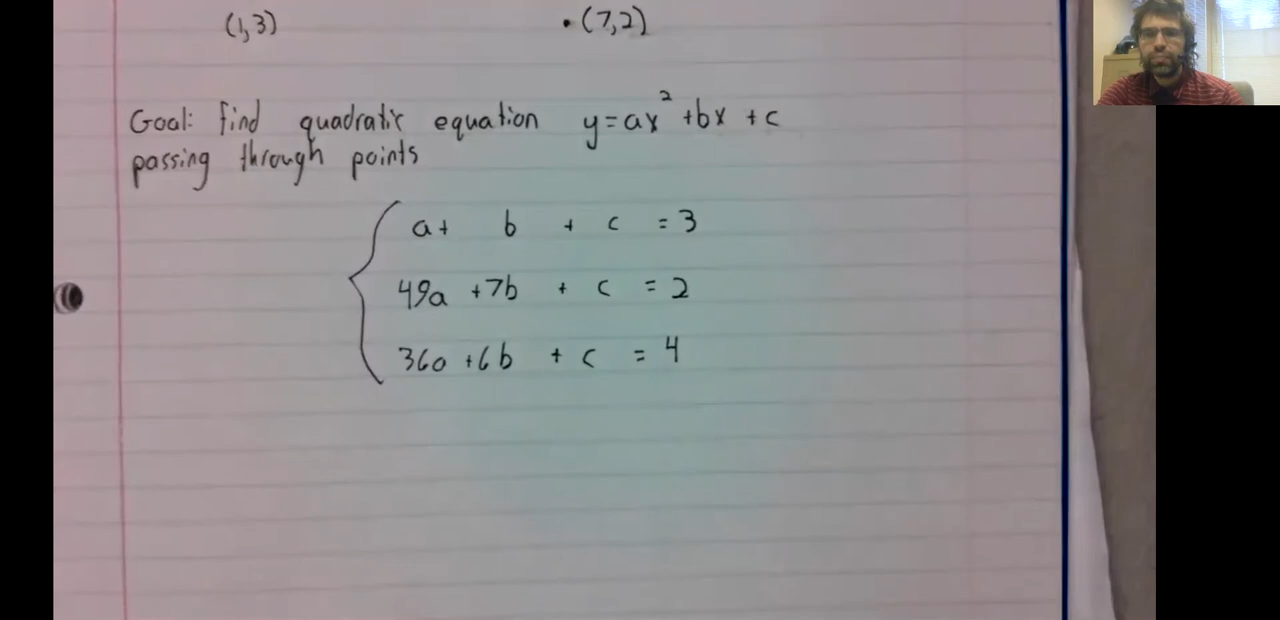 (1,3) • (7,2)
Goal: find quadratic equation y=ax²+bx+c
passing through points
a+ b + c = 3
49a +7b + c = 2
36a +6b + c = 4